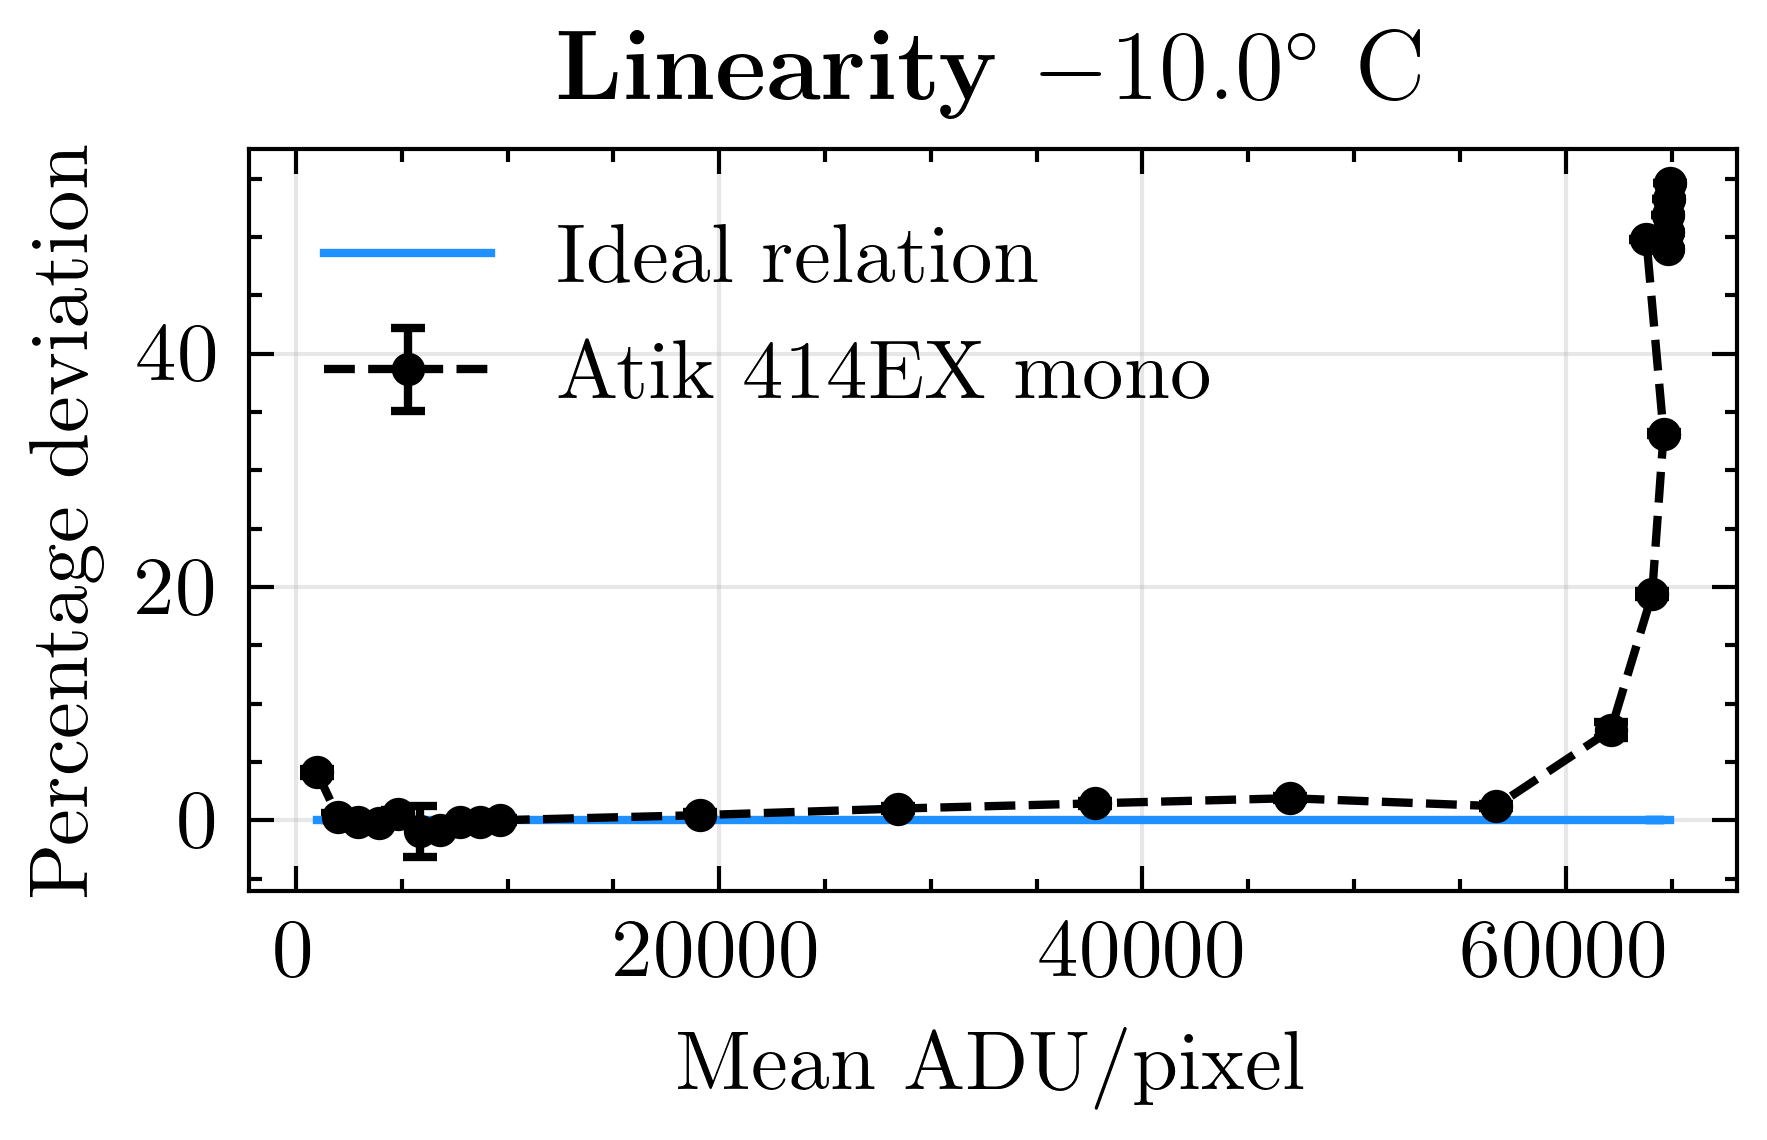 Linearity −10.0° C
Percentage deviation
Ideal relation
Atik 414EX mono
40
20
0
0 20000 40000 60000
Mean ADU/pixel